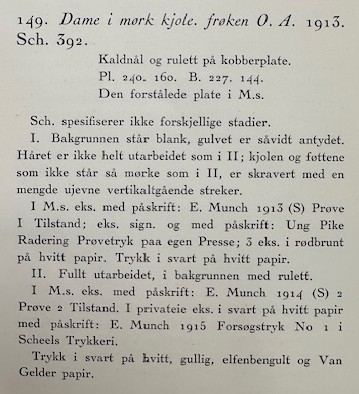 149. Dame i mørk kjole. frøken O. A. 1913.
Sch. 392.
Kaldnål og rulett på kobberplate.
Pl. 240. 160. B. 227. 144.
Den forstålede plate i M.s.
Sch. spesifiserer ikke forskjellige stadier.
I. Bakgrunnen står blank, gulvet er såvidt antydet.
Håret er ikke helt utarbeidet som i II; kjolen og føttene
som ikke står så mørke som i II, er skravert med en
mengde ujevne vertikaltgående streker.
I M.s. eks. med påskrift: E. Munch 1913 (S) Prøve
I Tilstand; eks. sign. og med påskrift: Ung Pike
Radering Prøvetryk paa egen Presse; 3 eks. i rødbrunt
på hvitt papir. Trykk i svart på hvitt papir.
II. Fullt utarbeidet, i bakgrunnen med rulett.
I M.s. eks. med påskrift: E. Munch 1914 (S) 2
Prøve 2 Tilstand. I privateie eks. i svart på hvitt papir
med påskrift: E. Munch 1915 Forsøgstryk No 1 i
Scheels Trykkeri.
Trykk i svart på hvitt, gullig, elfenbengult og Van
Gelder papir.